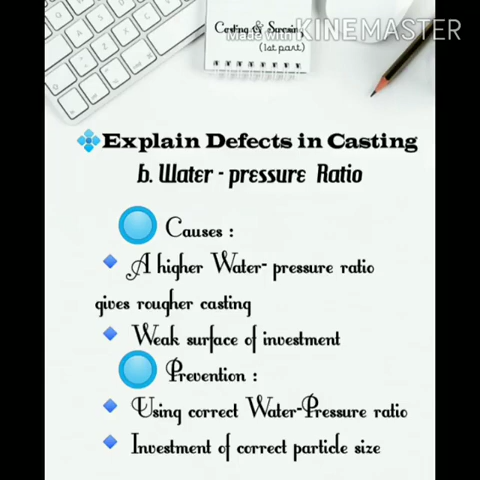 Casting & Sprueing
Made with KINEMASTER
(1st part)
Explain Defects in Casting
b. Water - pressure Ratio
Causes :
A higher Water- pressure ratio
gives rougher casting
Weak surface of investment
Prevention :
Using correct Water-Pressure ratio
Investment of correct particle size